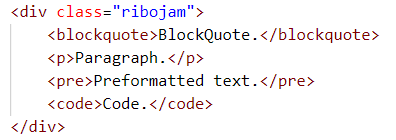 <div class="ribojam">
    <blockquote>BlockQuote.</blockquote>
    <p>Paragraph.</p>
    <pre>Preformatted text.</pre>
    <code>Code.</code>
</div>